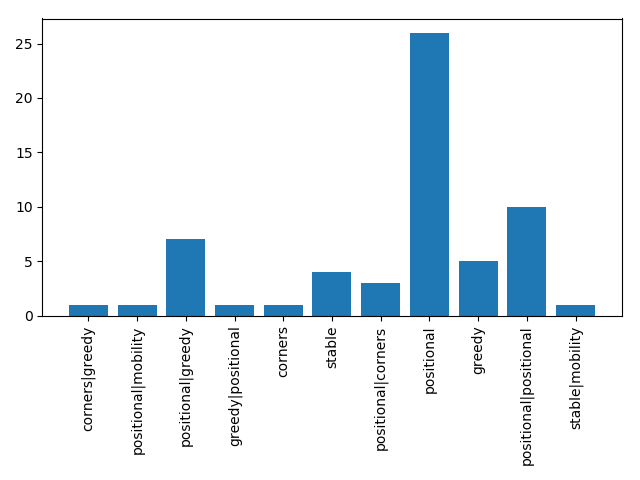 25
20
15
10
5
0
corners|greedy
positional|mobility
positional|greedy
greedy|positional
corners
stable
positional|corners
positional
greedy
positional|positional
stable|mobility